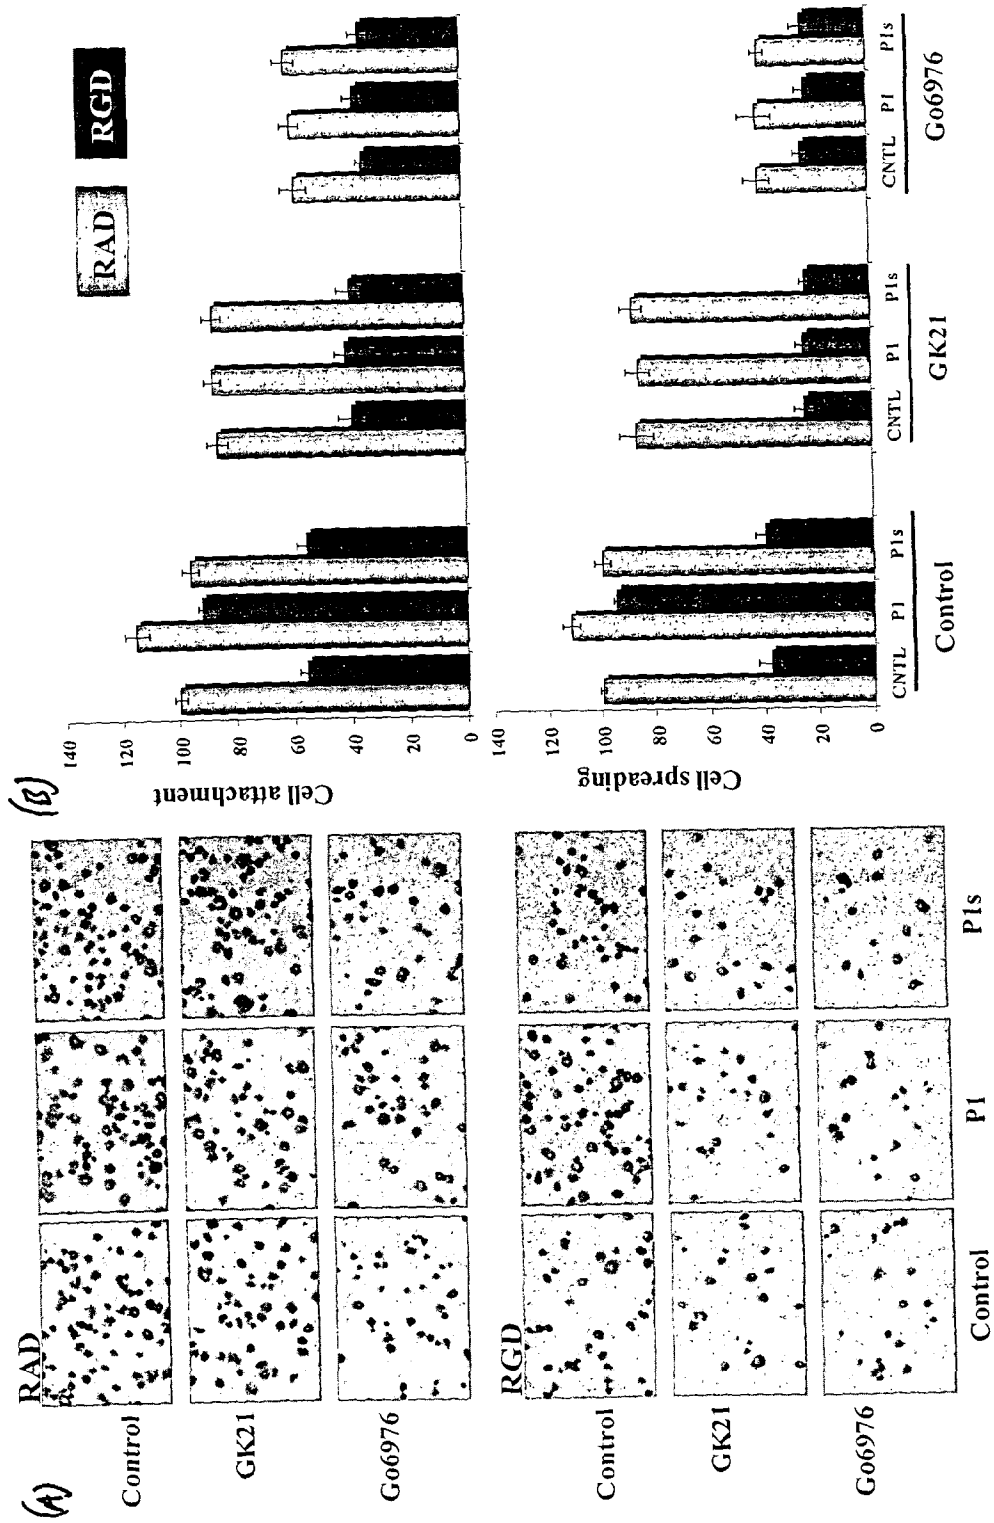 (A)
RAD
Control
GK21
Go6976
RGD
Control
GK21
Go6976
Control P1 P1s
(B)
RAD RGD
Cell attachment
140
120
100
80
60
40
20
0
Cell spreading
140
120
100
80
60
40
20
0
CNTL P1 P1s CNTL P1 P1s CNTL P1 P1s
Control GK21 Go6976